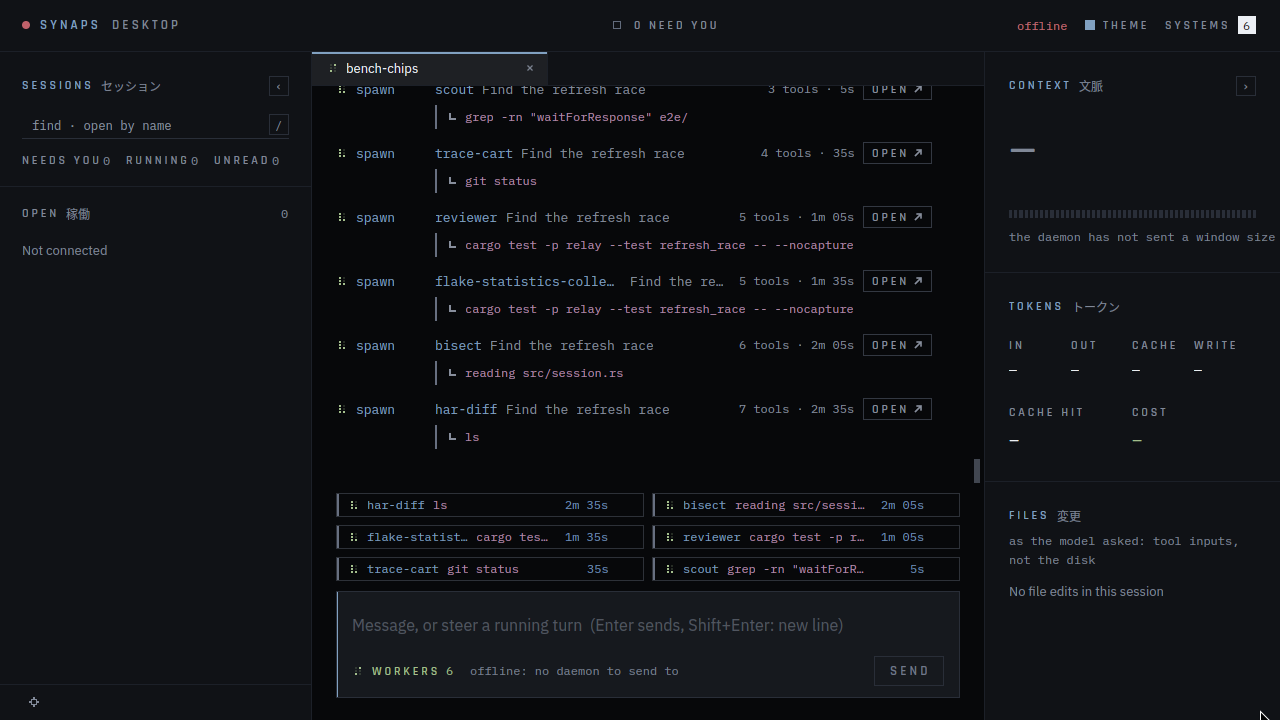 SYNAPS DESKTOP
0 NEED YOU
offline THEME SYSTEMS 6
SESSIONS セッション ‹
find · open by name /
NEEDS YOU 0 RUNNING 0 UNREAD 0
OPEN 稼働 0
Not connected
bench-chips ×
spawn scout Find the refresh race 3 tools · 5s OPEN ↗
grep -rn "waitForResponse" e2e/
spawn trace-cart Find the refresh race 4 tools · 35s OPEN ↗
git status
spawn reviewer Find the refresh race 5 tools · 1m 05s OPEN ↗
cargo test -p relay --test refresh_race -- --nocapture
spawn flake-statistics-colle… Find the re… 5 tools · 1m 35s OPEN ↗
cargo test -p relay --test refresh_race -- --nocapture
spawn bisect Find the refresh race 6 tools · 2m 05s OPEN ↗
reading src/session.rs
spawn har-diff Find the refresh race 7 tools · 2m 35s OPEN ↗
ls
har-diff ls 2m 35s
bisect reading src/sessi… 2m 05s
flake-statist… cargo tes… 1m 35s
reviewer cargo test -p r… 1m 05s
trace-cart git status 35s
scout grep -rn "waitForR… 5s
Message, or steer a running turn (Enter sends, Shift+Enter: new line)
WORKERS 6 offline: no daemon to send to SEND
CONTEXT 文脈 ›
—
the daemon has not sent a window size
TOKENS トークン
IN OUT CACHE WRITE
— — — —
CACHE HIT COST
— —
FILES 変更
as the model asked: tool inputs,
not the disk
No file edits in this session